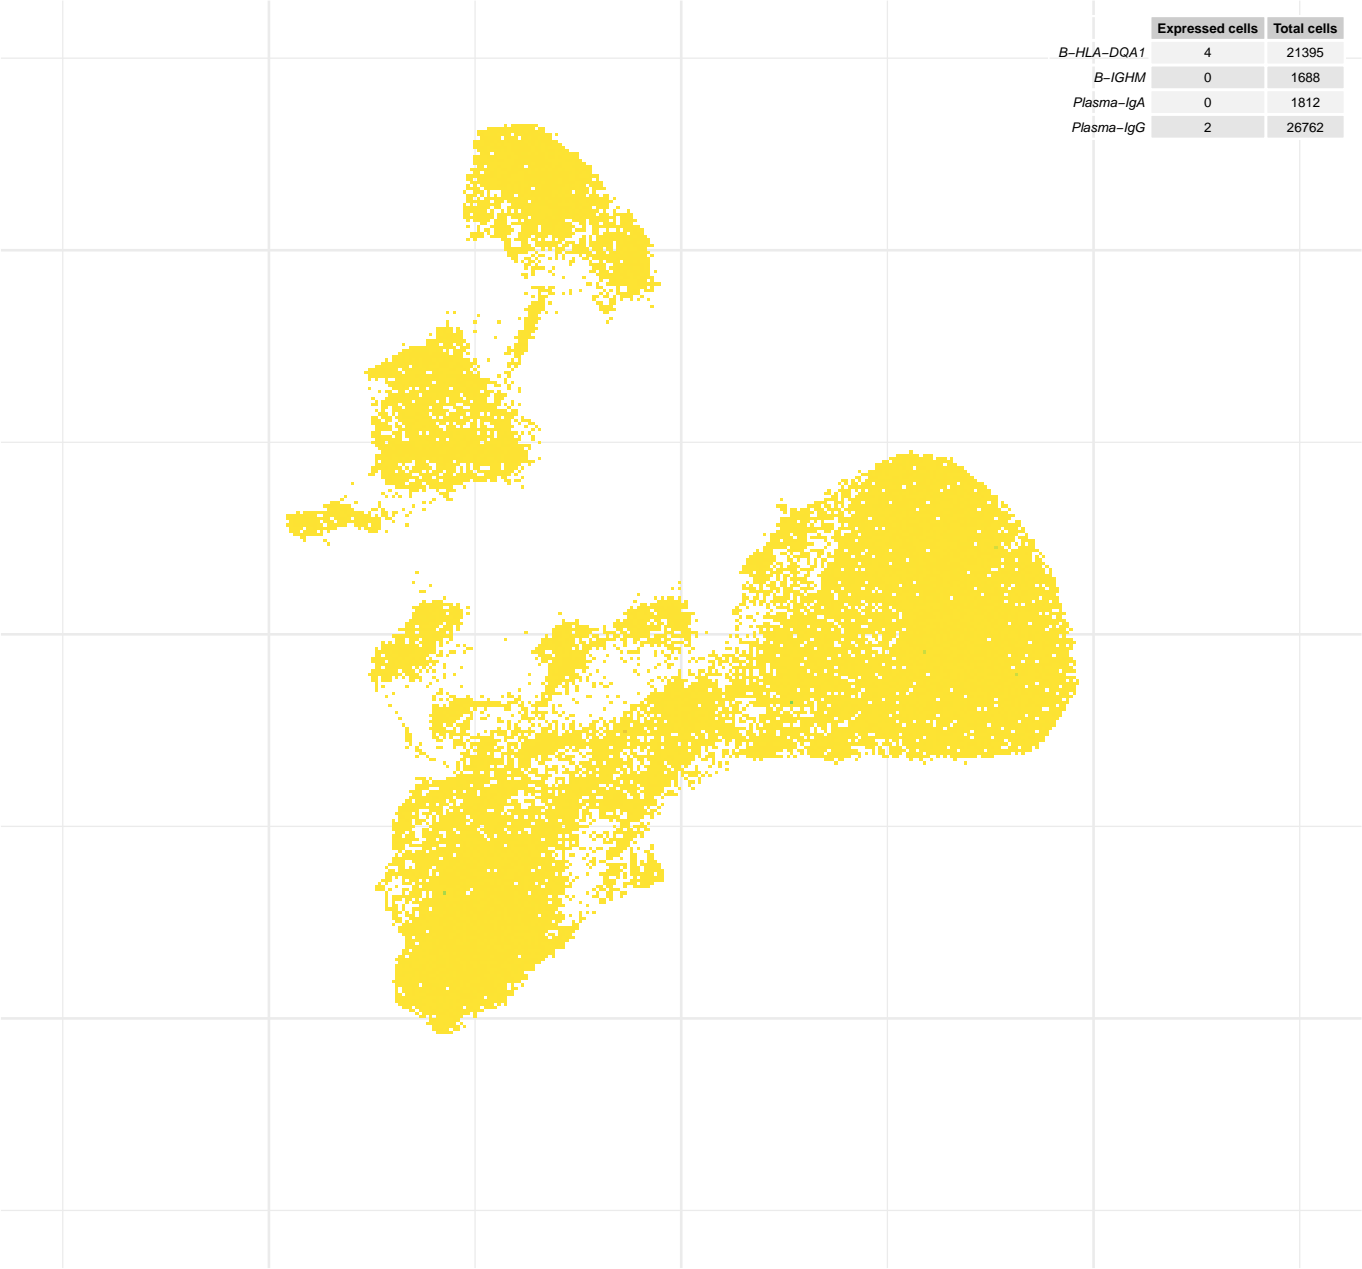 Expressed cells Total cells
B−HLA−DQA1 4 21395
B−IGHM 0 1688
Plasma−IgA 0 1812
Plasma−IgG 2 26762